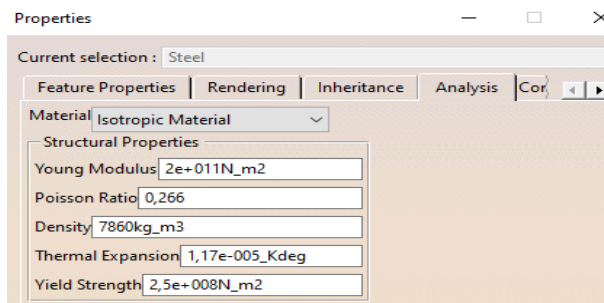 Properties
Current selection : Steel
Feature Properties Rendering Inheritance Analysis Cor
Material Isotropic Material
Structural Properties
Young Modulus 2e+011N_m2
Poisson Ratio 0,266
Density 7860kg_m3
Thermal Expansion 1,17e-005_Kdeg
Yield Strength 2,5e+008N_m2